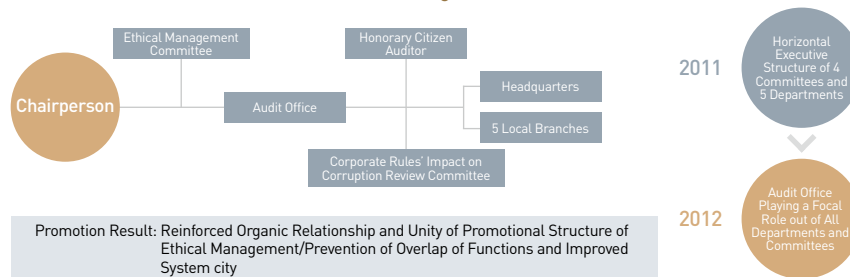 Ethical Management
Committee
Honorary Citizen
Auditor
Chairperson
Audit Office
Headquarters
5 Local Branches
Corporate Rules' Impact on
Corruption Review Committee
2011
Horizontal
Executive
Structure of 4
Committees and
5 Departments
2012
Audit Office
Playing a Focal
Role out of All
Departments and
Committees
Promotion Result: Reinforced Organic Relationship and Unity of Promotional Structure of
Ethical Management/Prevention of Overlap of Functions and Improved
System city